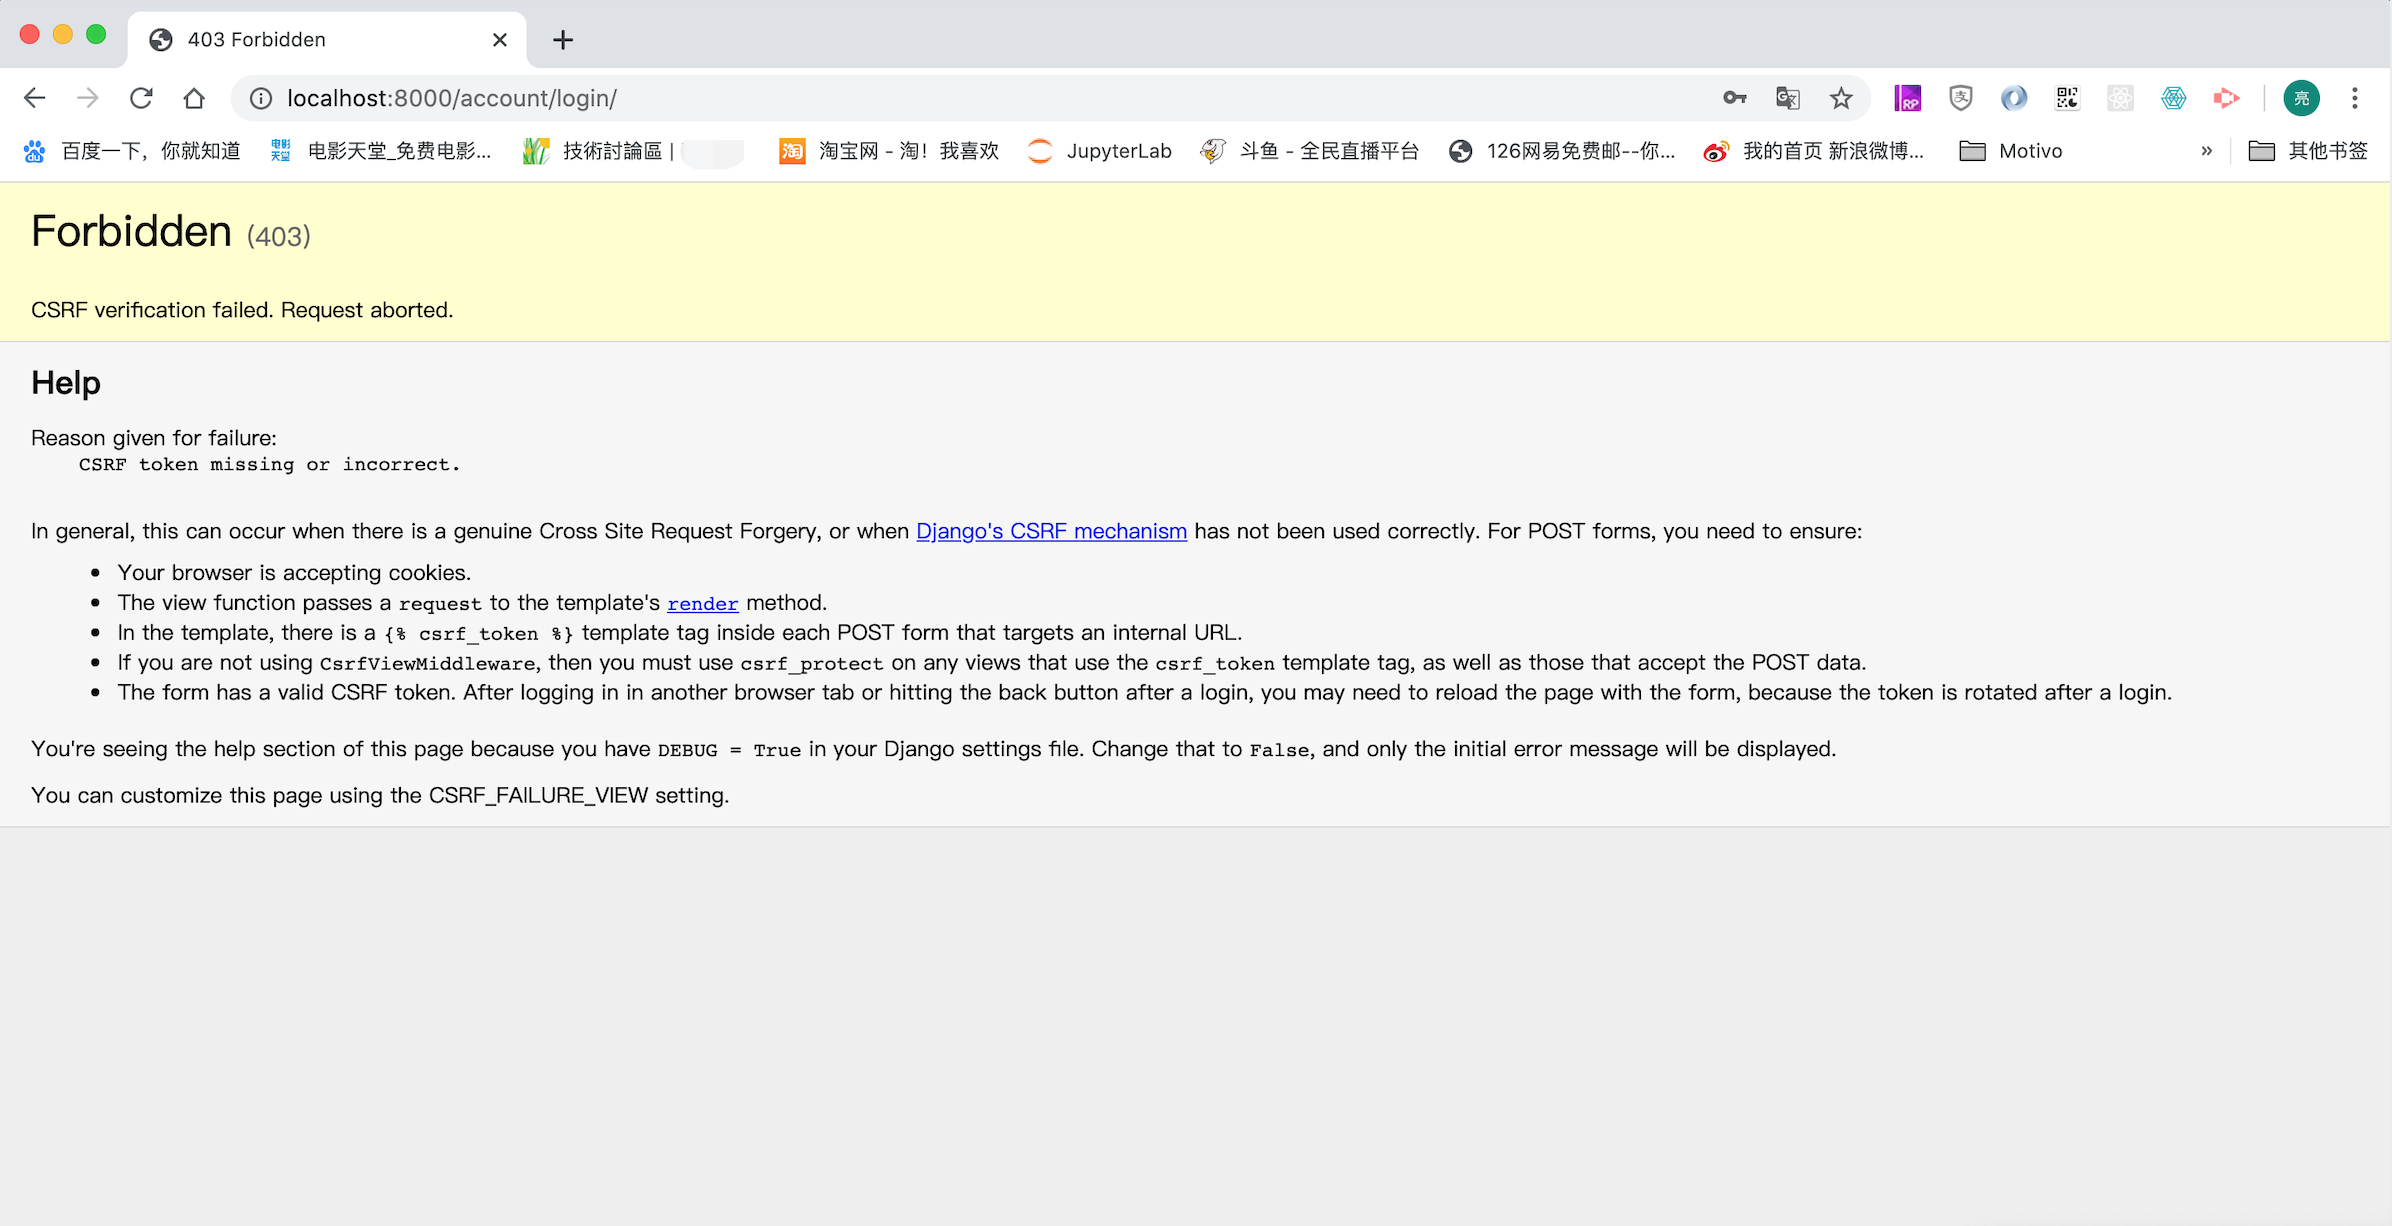 403 Forbidden
localhost:8000/account/login/
RP
支
亮
du
百度一下，你就知道
电影
天堂
电影天堂_免费电影...
技術討論區 |
淘
淘宝网 - 淘！我喜欢
JupyterLab
斗鱼 - 全民直播平台
126网易免费邮--你...
我的首页 新浪微博...
Motivo
»
其他书签
Forbidden (403)
CSRF verification failed. Request aborted.
Help
Reason given for failure:
CSRF token missing or incorrect.
In general, this can occur when there is a genuine Cross Site Request Forgery, or when Django's CSRF mechanism has not been used correctly. For POST forms, you need to ensure:
• Your browser is accepting cookies.
• The view function passes a request to the template's render method.
• In the template, there is a {% csrf_token %} template tag inside each POST form that targets an internal URL.
• If you are not using CsrfViewMiddleware, then you must use csrf_protect on any views that use the csrf_token template tag, as well as those that accept the POST data.
• The form has a valid CSRF token. After logging in in another browser tab or hitting the back button after a login, you may need to reload the page with the form, because the token is rotated after a login.
You're seeing the help section of this page because you have DEBUG = True in your Django settings file. Change that to False, and only the initial error message will be displayed.
You can customize this page using the CSRF_FAILURE_VIEW setting.